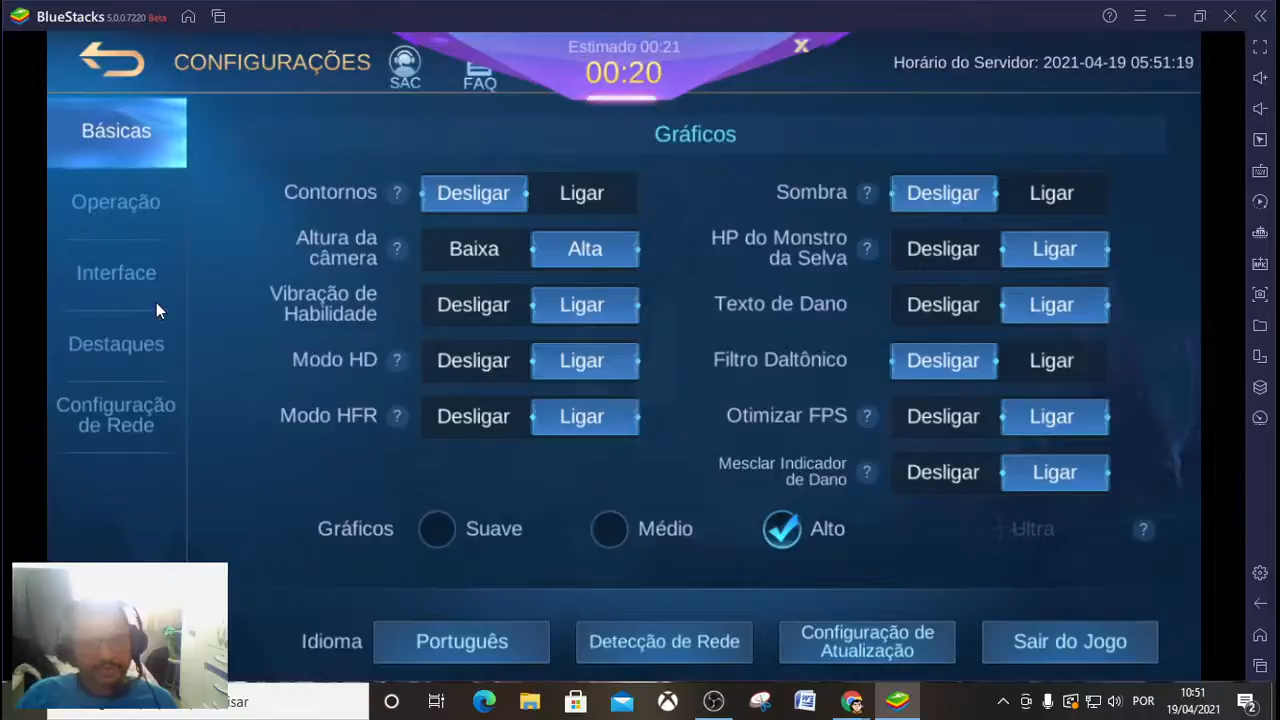 BlueStacks 5.0.0.7220 Beta
CONFIGURAÇÕES
SAC
FAQ
Estimado 00:21
00:20
Horário do Servidor: 2021-04-19 05:51:19
Básicas
Operação
Interface
Destaques
Configuração
de Rede
Gráficos
Contornos ? Desligar Ligar
Sombra ? Desligar Ligar
Altura da
câmera ? Baixa Alta
HP do Monstro
da Selva ? Desligar Ligar
Vibração de
Habilidade Desligar Ligar
Texto de Dano Desligar Ligar
Modo HD ? Desligar Ligar
Filtro Daltônico Desligar Ligar
Modo HFR ? Desligar Ligar
Otimizar FPS ? Desligar Ligar
Mesclar Indicador
de Dano ? Desligar Ligar
Gráficos Suave Médio Alto Ultra ?
Idioma Português
Detecção de Rede
Configuração de
Atualização
Sair do Jogo
POR
10:51
19/04/2021
2